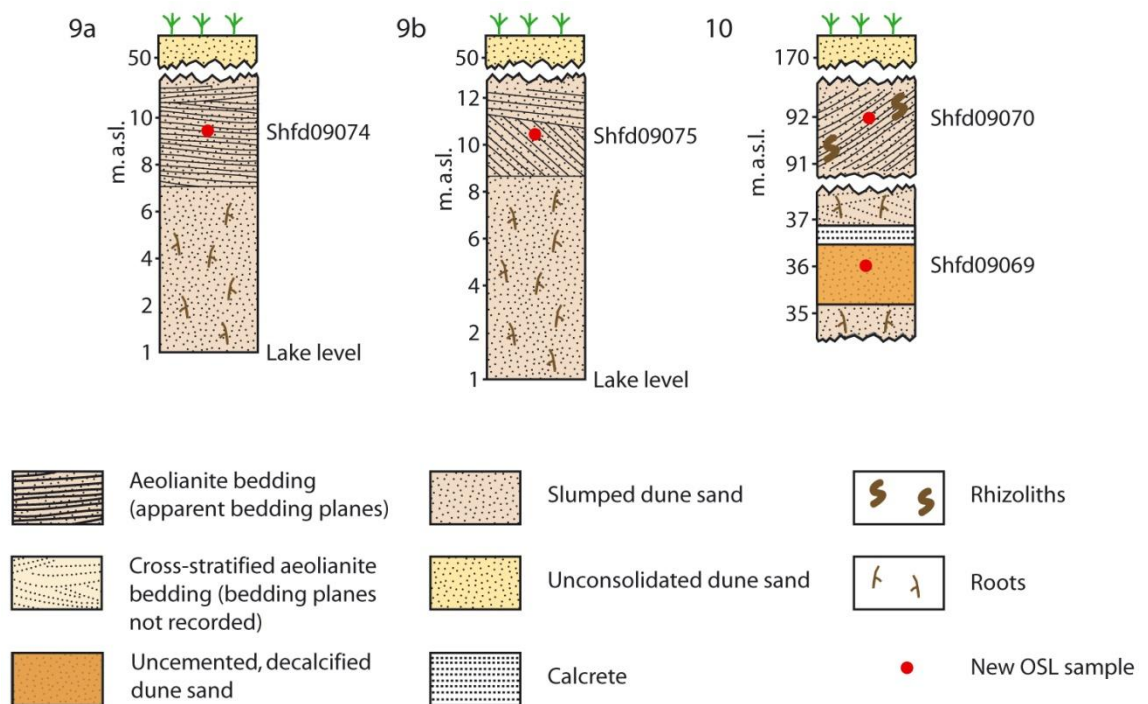 9a
50
10
8
6
4
2
1
m. a.s.l.
Shfd09074
Lake level
9b
50
12
10
8
6
4
2
1
m. a.s.l.
Shfd09075
Lake level
10
170
92
91
37
36
35
m. a.s.l.
Shfd09070
Shfd09069
Aeolianite bedding
(apparent bedding planes)
Slumped dune sand
Rhizoliths
Cross-stratified aeolianite
bedding (bedding planes
not recorded)
Unconsolidated dune sand
Roots
Uncemented, decalcified
dune sand
Calcrete
New OSL sample